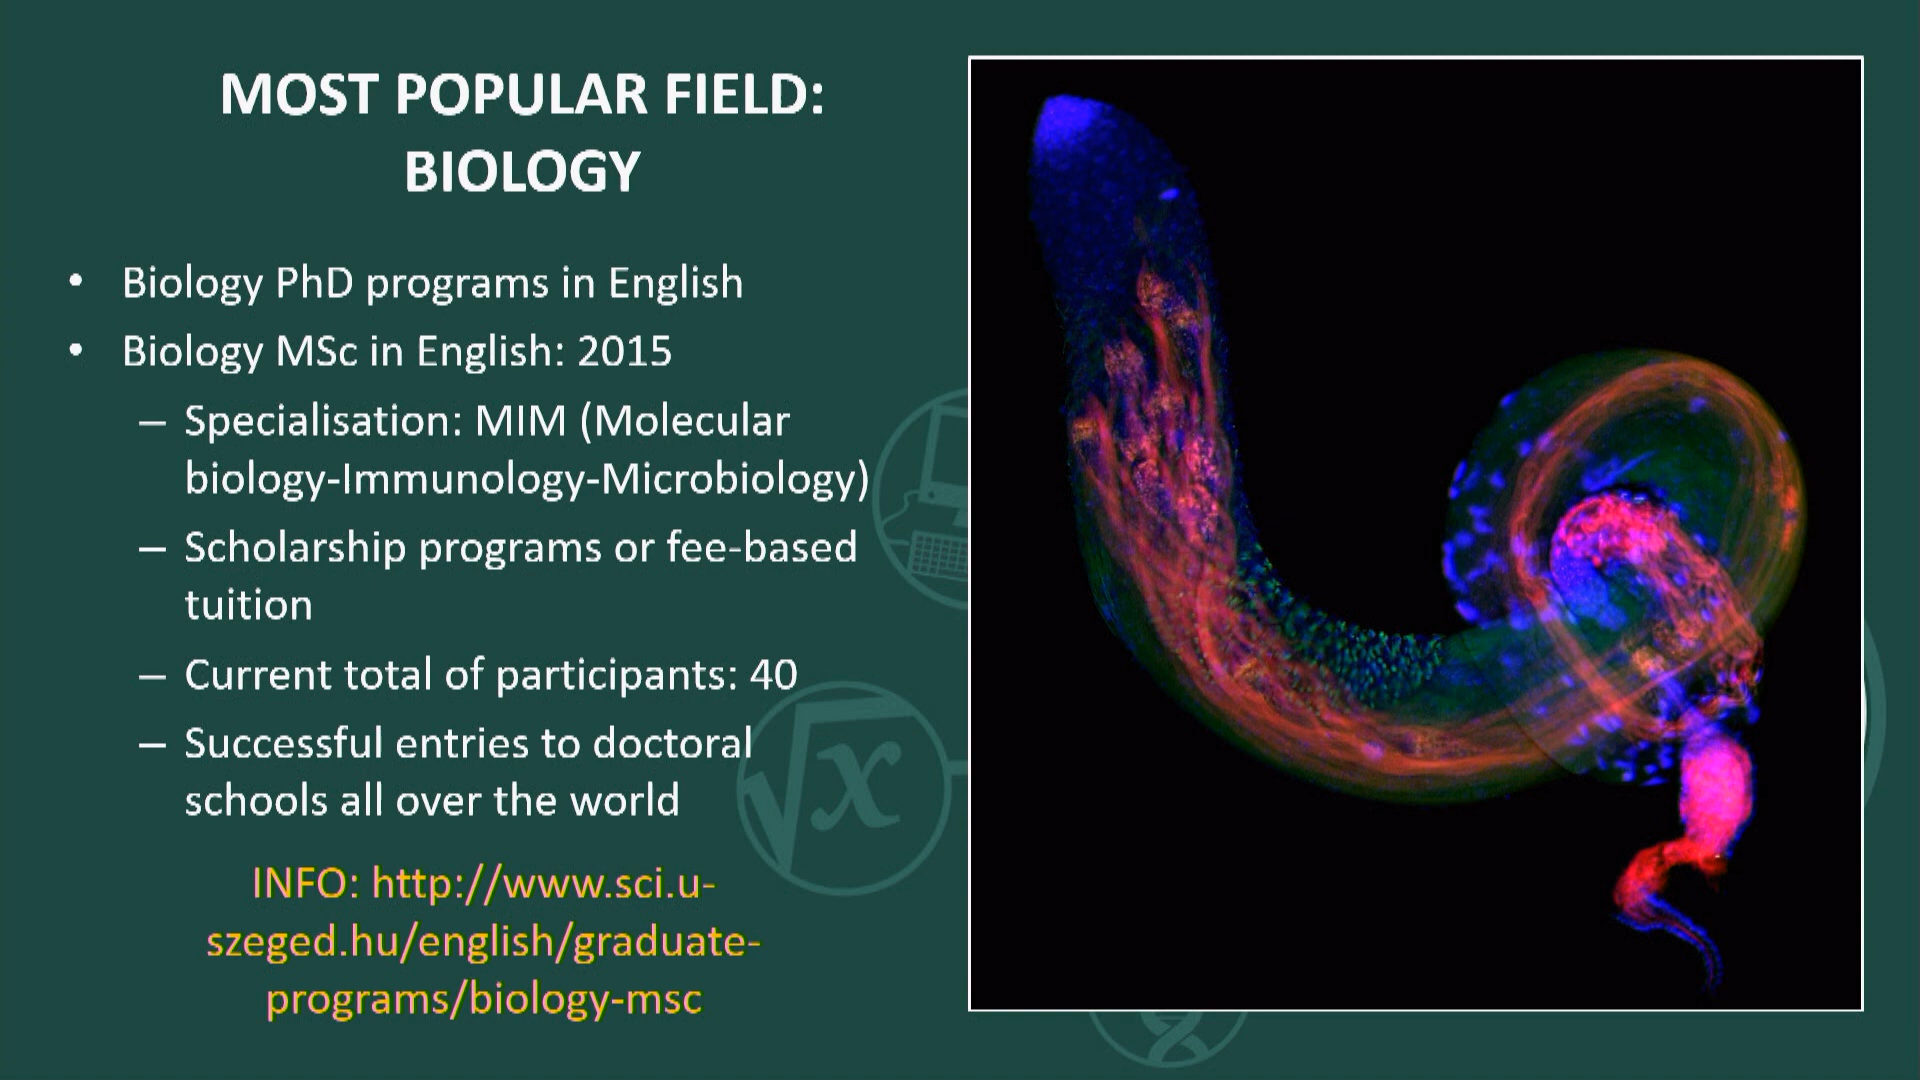 MOST POPULAR FIELD:
BIOLOGY
• Biology PhD programs in English
• Biology MSc in English: 2015
– Specialisation: MIM (Molecular
biology-Immunology-Microbiology)
– Scholarship programs or fee-based
tuition
– Current total of participants: 40
– Successful entries to doctoral
schools all over the world
INFO: http://www.sci.u-
szeged.hu/english/graduate-
programs/biology-msc
√x